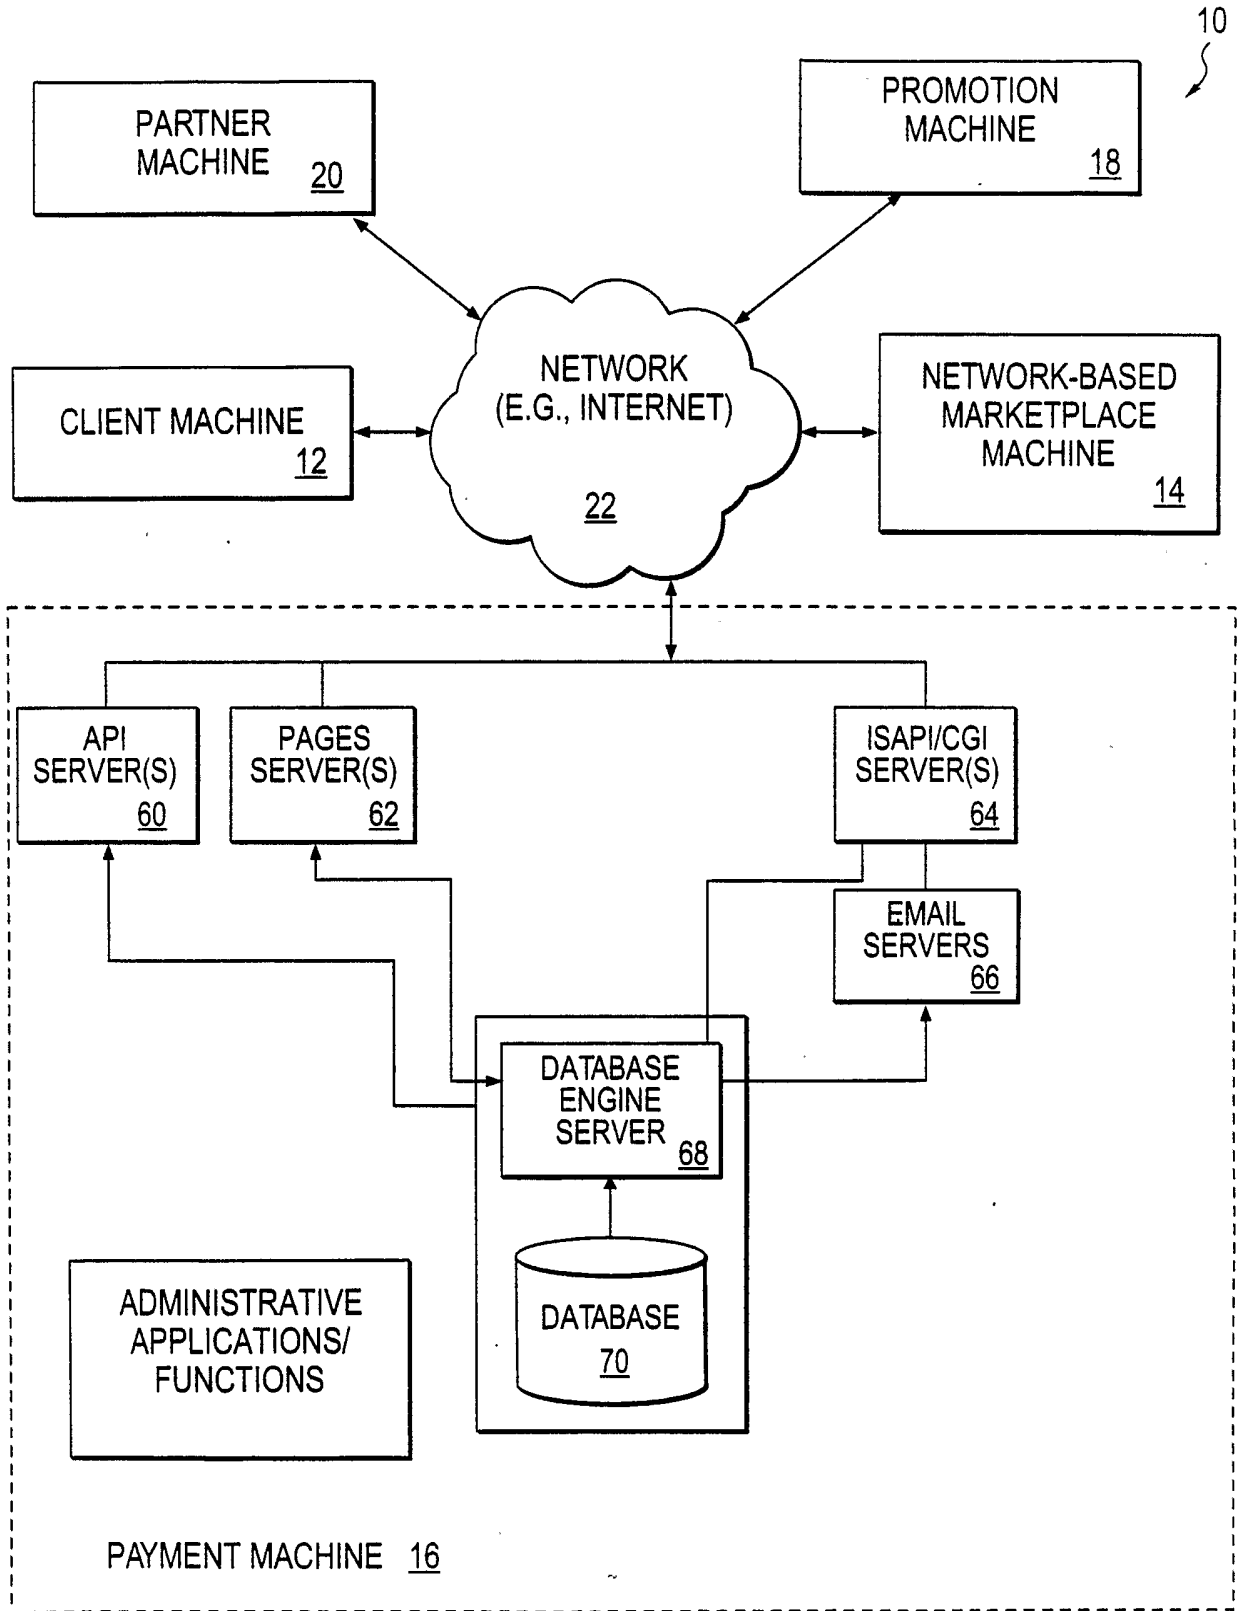 10
PARTNER
MACHINE
20
PROMOTION
MACHINE
18
CLIENT MACHINE
12
NETWORK
(E.G., INTERNET)
22
NETWORK-BASED
MARKETPLACE
MACHINE
14
API
SERVER(S)
60
PAGES
SERVER(S)
62
ISAPI/CGI
SERVER(S)
64
EMAIL
SERVERS
66
DATABASE
ENGINE
SERVER
68
DATABASE
70
ADMINISTRATIVE
APPLICATIONS/
FUNCTIONS
PAYMENT MACHINE 16